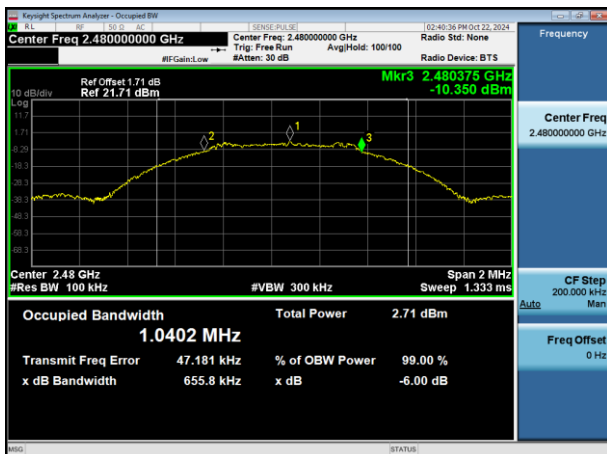 Keysight Spectrum Analyzer - Occupied BW
RL RF 50 Ω AC SENSE:PULSE 02:40:36 PM Oct 22, 2024
Center Freq 2.480000000 GHz Center Freq: 2.480000000 GHz Radio Std: None Frequency
Trig: Free Run Avg|Hold: 100/100
#IFGain:Low #Atten: 30 dB Radio Device: BTS
Ref Offset 1.71 dB Mkr3 2.480375 GHz
10 dB/div Ref 21.71 dBm -10.350 dBm
Log
11.7
1.71
-8.29
-18.3
-28.3
-38.3
-48.3
-58.3
-68.3
2
1
3
Center Freq
2.480000000 GHz
Center 2.48 GHz Span 2 MHz
#Res BW 100 kHz #VBW 300 kHz Sweep 1.333 ms
CF Step
200.000 kHz
Auto Man
Occupied Bandwidth Total Power 2.71 dBm
1.0402 MHz
Transmit Freq Error 47.181 kHz % of OBW Power 99.00 %
x dB Bandwidth 655.8 kHz x dB -6.00 dB
Freq Offset
0 Hz
MSG STATUS